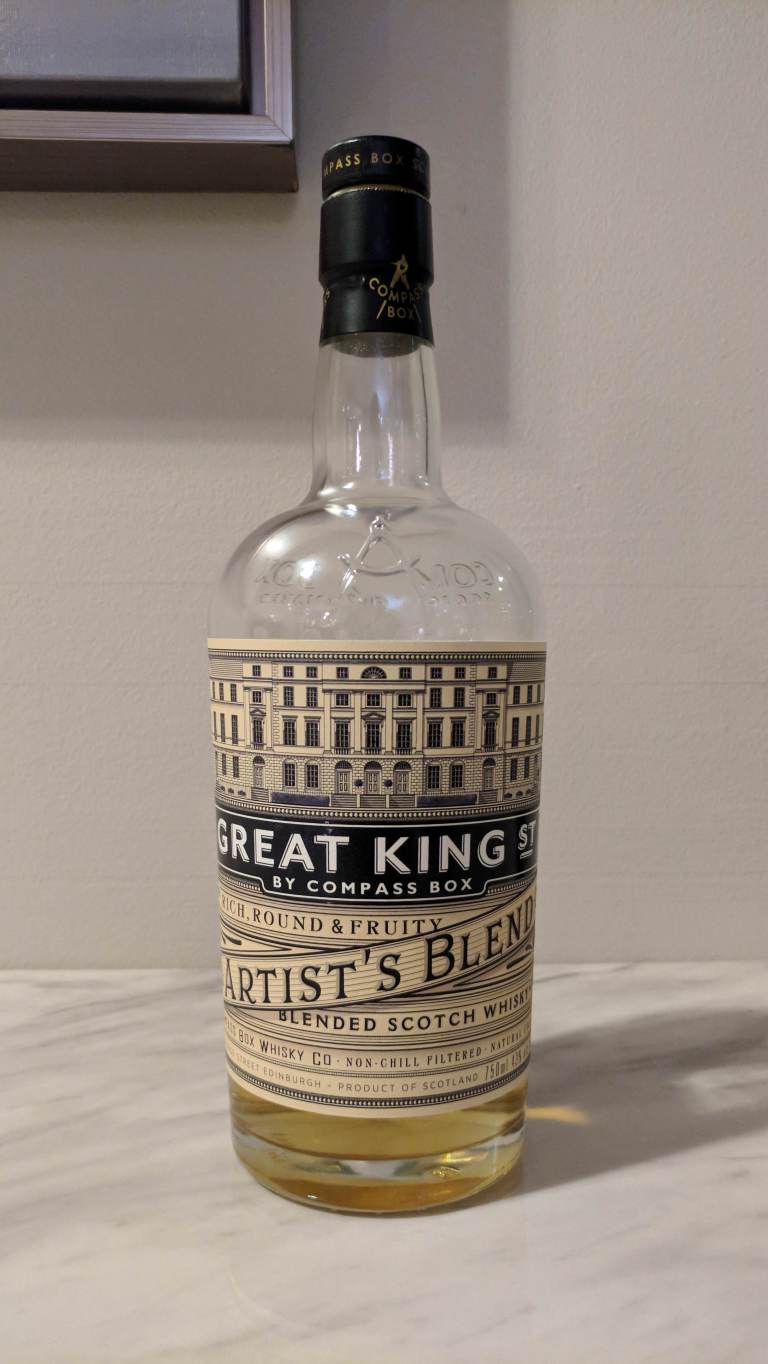 MPASS BOX
COMPASS
BOX
GREAT KING ST
BY COMPASS BOX
RICH, ROUND & FRUITY
ARTIST'S BLEND
BLENDED SCOTCH WHISKY
BOX WHISKY CO · NON-CHILL FILTERED · NATURAL
STREET EDINBURGH - PRODUCT OF SCOTLAND 750ml